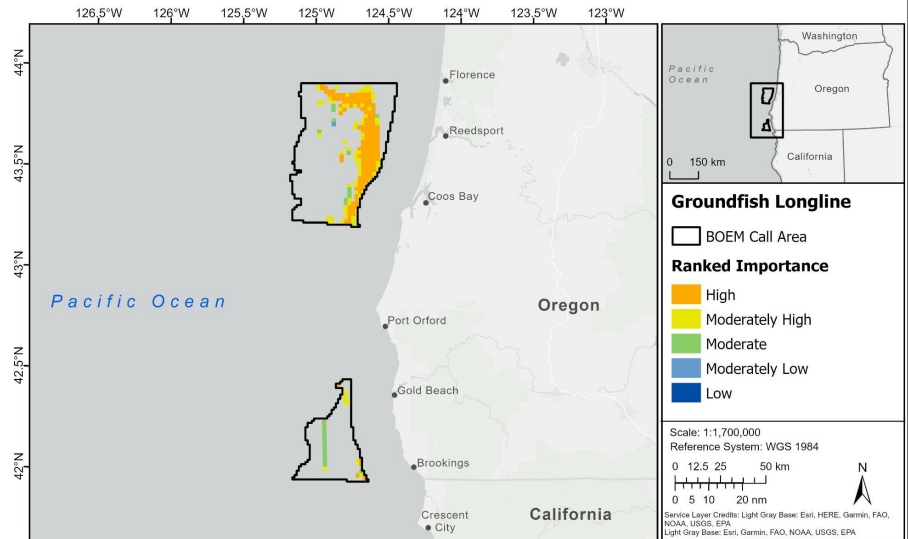 126.5°W 126°W 125.5°W 125°W 124.5°W 124°W 123.5°W 123°W
44°N
43.5°N
43°N
42.5°N
42°N
Florence
Reedsport
Coos Bay
Pacific Ocean
Oregon
Port Orford
Gold Beach
Brookings
Crescent
City
California
Washington
Pacific
Ocean
Oregon
California
0 150 km
Groundfish Longline
BOEM Call Area
Ranked Importance
High
Moderately High
Moderate
Moderately Low
Low
Scale: 1:1,700,000
Reference System: WGS 1984
0 12.5 25 50 km
0 5 10 20 nm
N
Service Layer Credits: Light Gray Base: Esri, HERE, Garmin, FAO,
NOAA, USGS, EPA
Light Gray Base: Esri, Garmin, FAO, NOAA, USGS, EPA